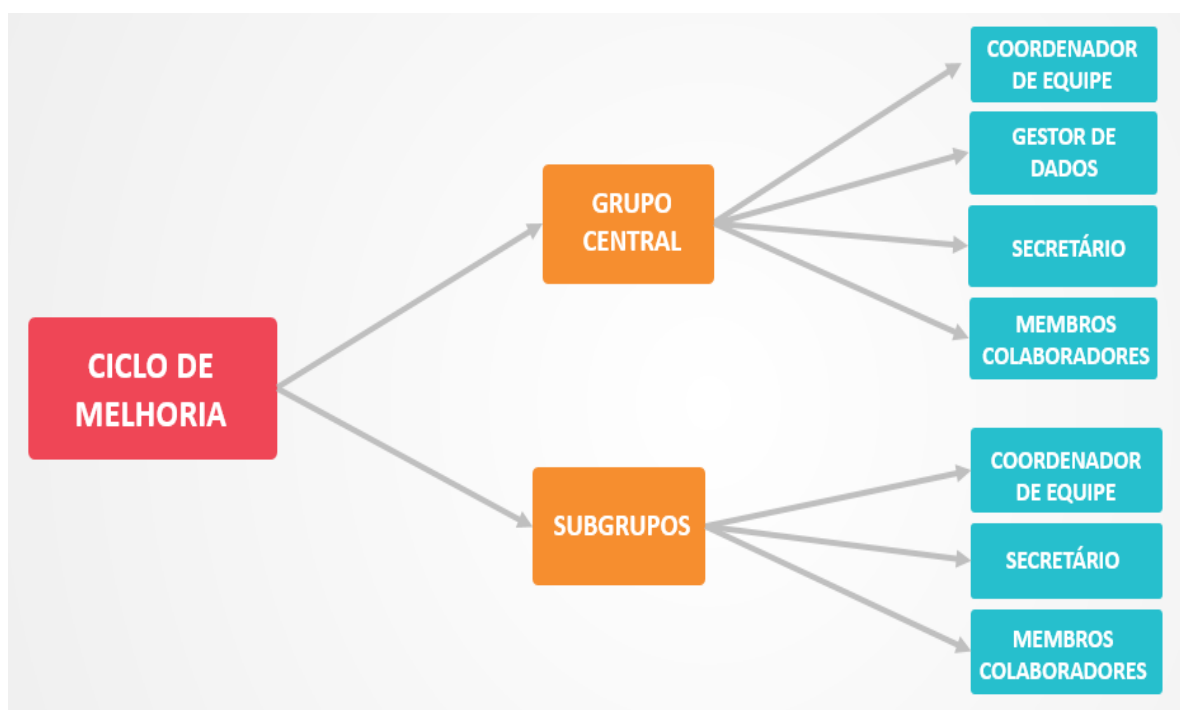 CICLO DE
MELHORIA
GRUPO
CENTRAL
COORDENADOR
DE EQUIPE
GESTOR DE
DADOS
SECRETÁRIO
MEMBROS
COLABORADORES
SUBGRUPOS
COORDENADOR
DE EQUIPE
SECRETÁRIO
MEMBROS
COLABORADORES